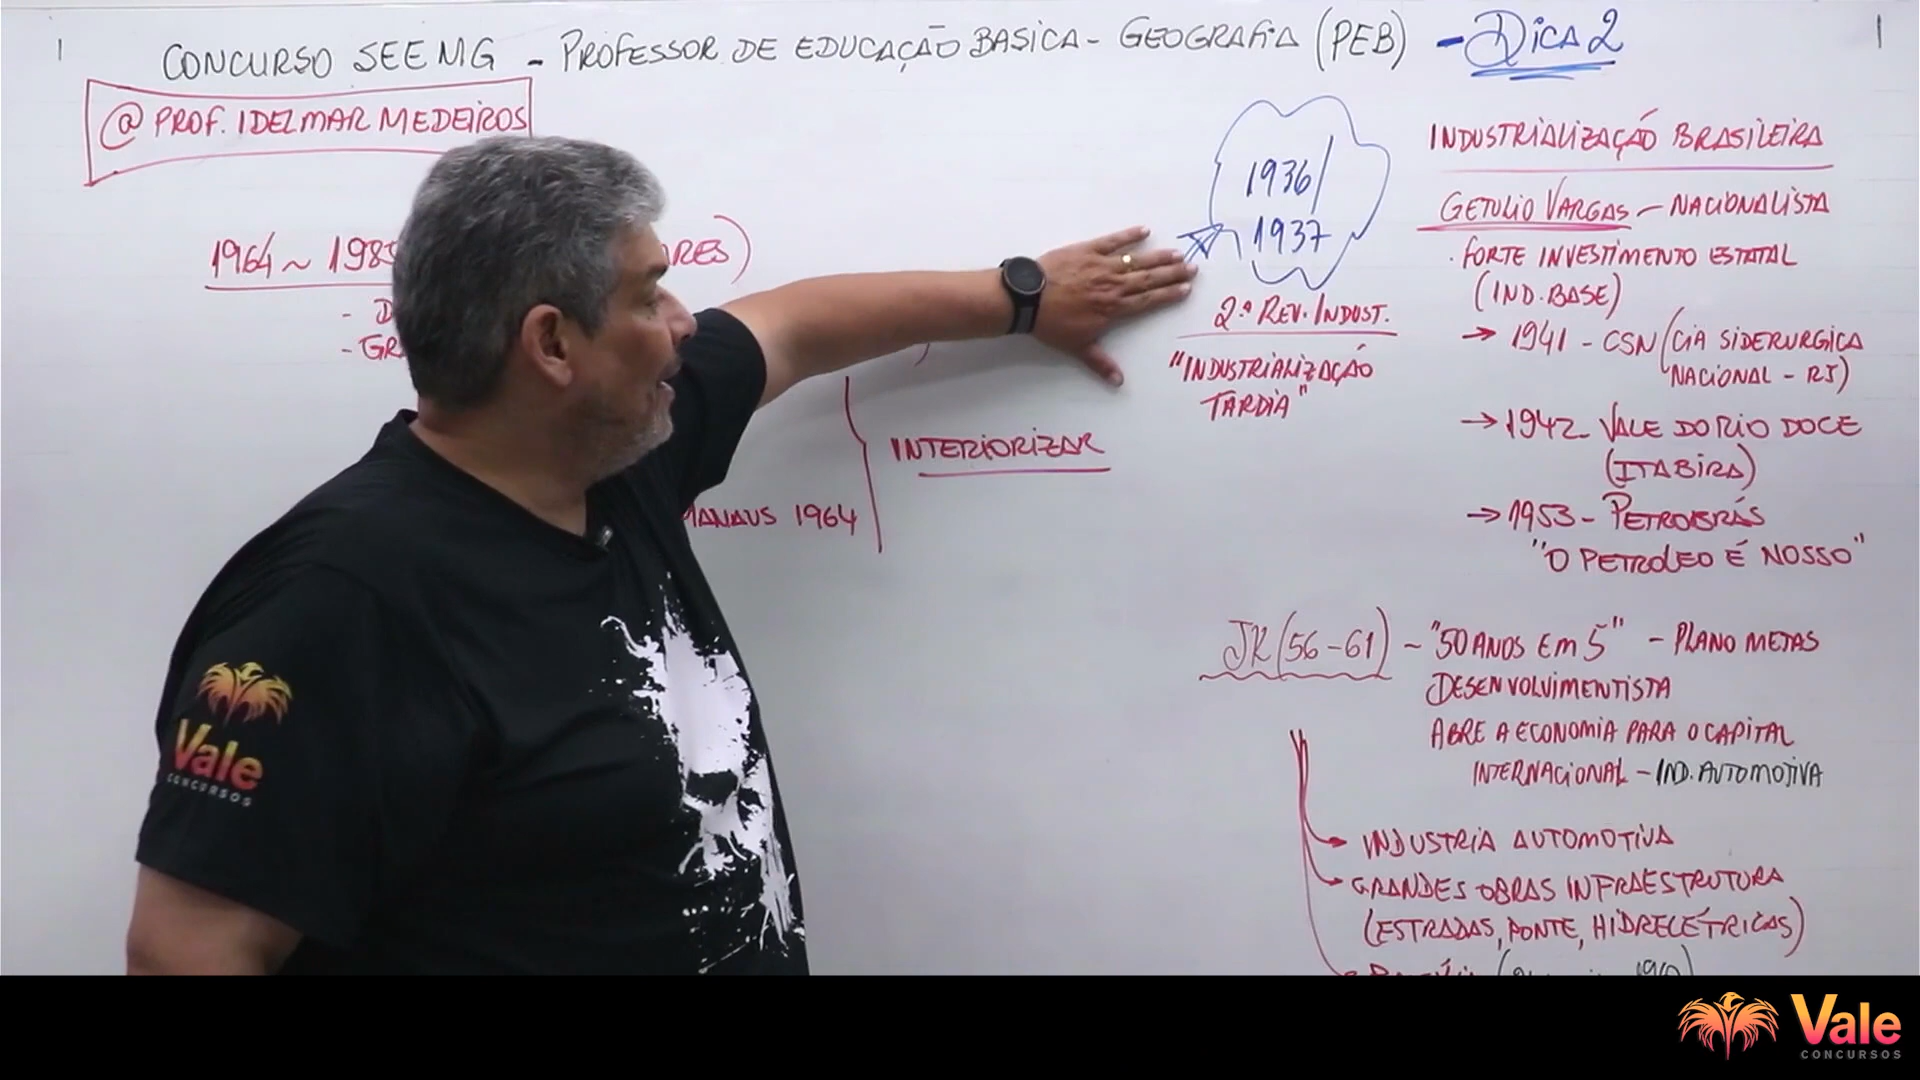 CONCURSO SEE MG - PROFESSOR DE EDUCAÇÃO BASICA - GEOGRAFIA (PEB) - DICA 2
@ PROF. IDELMAR MEDEIROS
1964 ~ 1985
RES)
MANAUS 1964
INTERIORIZAR
1936/
1937
2ª REV. INDUST.
"INDUSTRIALIZAÇÃO
TARDIA"
INDUSTRIALIZAÇÃO BRASILEIRA
GETULIO VARGAS - NACIONALISTA
. FORTE INVESTIMENTO ESTATAL
(IND. BASE)
→ 1941 - CSN (CIA SIDERURGICA
NACIONAL - RJ)
→ 1942 - VALE DO RIO DOCE
(ITABIRA)
→ 1953 - PETROBRÁS
"O PETROLEO É NOSSO"
JK (56-61) - "50 ANOS EM 5" - PLANO METAS
DESENVOLVIMENTISTA
ABRE A ECONOMIA PARA O CAPITAL
INTERNACIONAL - IND. AUTOMOTIVA
INDUSTRIA AUTOMOTIVA
GRANDES OBRAS INFRAESTRUTURA
(ESTRADAS, PONTE, HIDRELÉTRICAS)
Vale
CONCURSOS
Vale
CONCURSOS